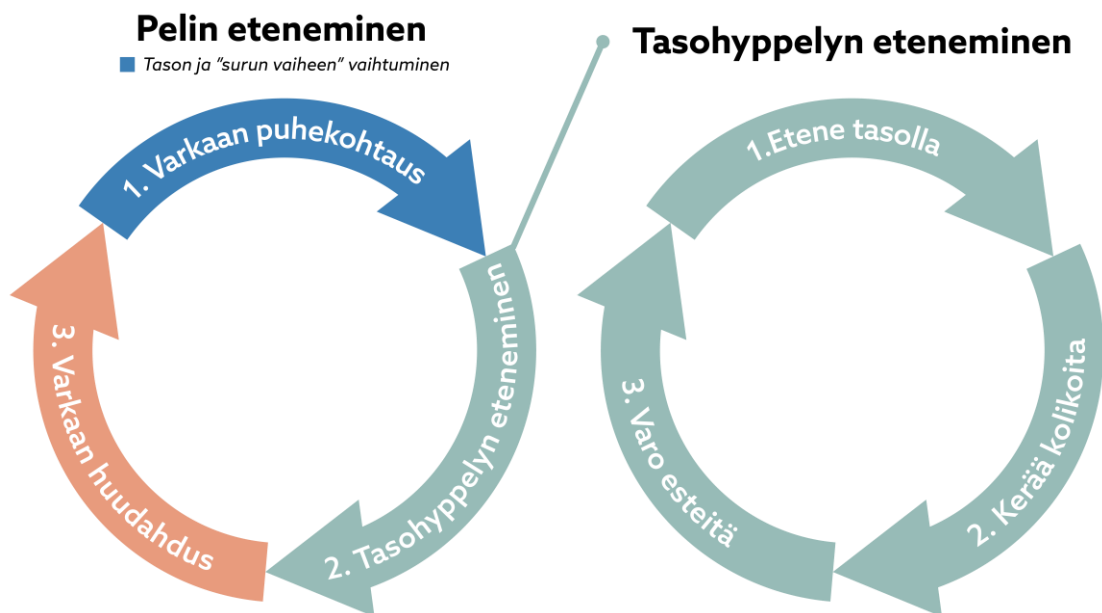 Pelin eteneminen
Tason ja "surun vaiheen" vaihtuminen
1. Varkaan puhekohtaus
2. Tasohyppelyn eteneminen
3. Varkaan huudahdus
Tasohyppelyn eteneminen
1.Etene tasolla
2. Kerää kolikoita
3. Varo esteitä